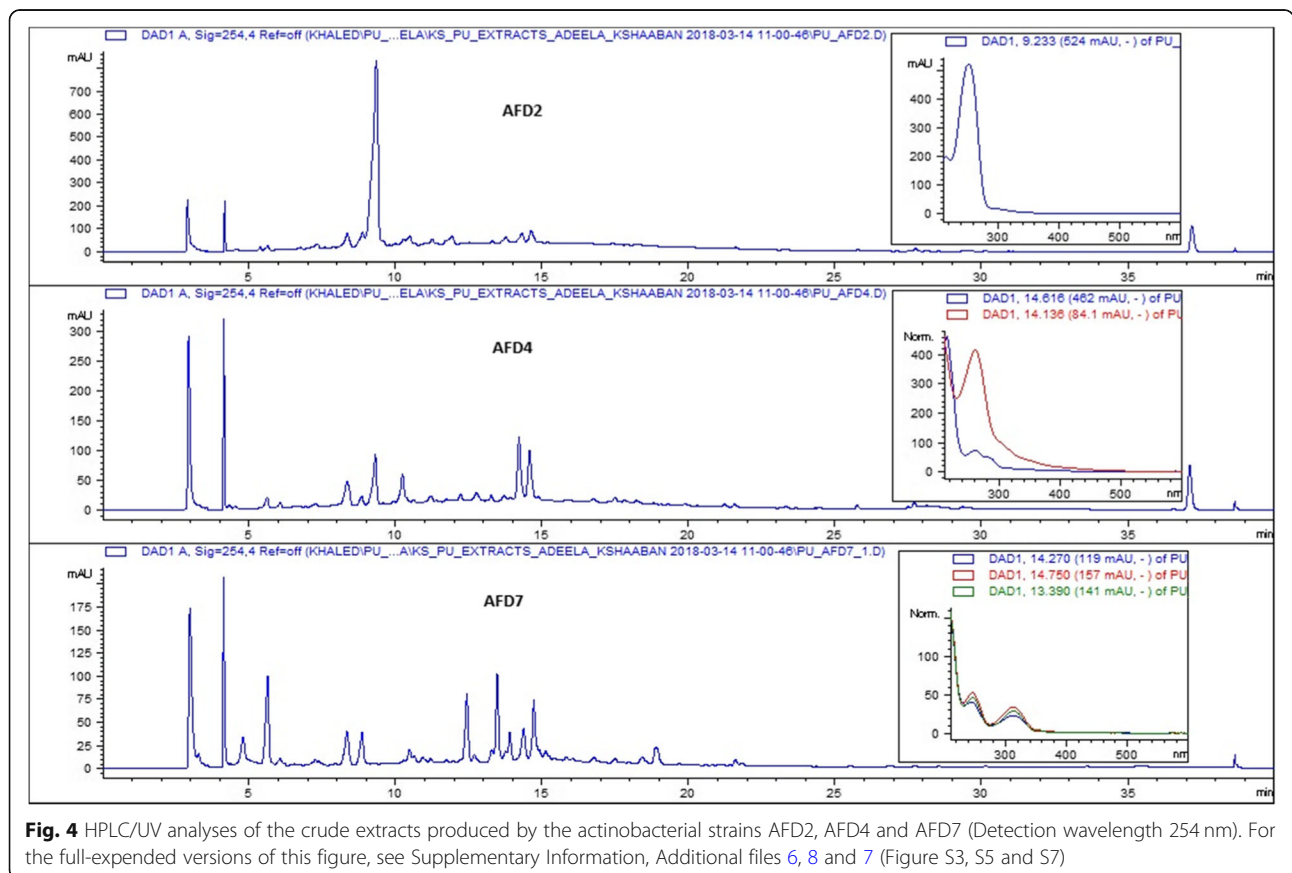 DAD1 A, Sig=254,4 Ref=off (KHALED\PU_...ELA\KS_PU_EXTRACTS_ADEELA_KSHAABAN 2018-03-14 11-00-46\PU_AFD2.D)
mAU
700
600
500
400
300
200
100
0
AFD2
5
10
15
20
25
30
35
min
DAD1, 9.233 (524 mAU, - ) of PU_
mAU
400
300
200
100
0
300
400
500
nm
DAD1 A, Sig=254,4 Ref=off (KHALED\PU_...ELA\KS_PU_EXTRACTS_ADEELA_KSHAABAN 2018-03-14 11-00-46\PU_AFD4.D)
mAU
300
250
200
150
100
50
0
AFD4
5
10
15
20
25
30
35
min
DAD1, 14.616 (462 mAU, - ) of PU
DAD1, 14.136 (84.1 mAU, - ) of PU
Norm.
400
300
200
100
0
300
400
500
nm
DAD1 A, Sig=254,4 Ref=off (KHALED\PU_...A\KS_PU_EXTRACTS_ADEELA_KSHAABAN 2018-03-14 11-00-46\PU_AFD7_1.D)
mAU
175
150
125
100
75
50
25
0
AFD7
5
10
15
20
25
30
35
min
DAD1, 14.270 (119 mAU, - ) of PU
DAD1, 14.750 (157 mAU, - ) of PU
DAD1, 13.390 (141 mAU, - ) of PU
Norm.
100
50
0
300
400
500
nm
Fig. 4 HPLC/UV analyses of the crude extracts produced by the actinobacterial strains AFD2, AFD4 and AFD7 (Detection wavelength 254 nm). For
the full-expended versions of this figure, see Supplementary Information, Additional files 6, 8 and 7 (Figure S3, S5 and S7)